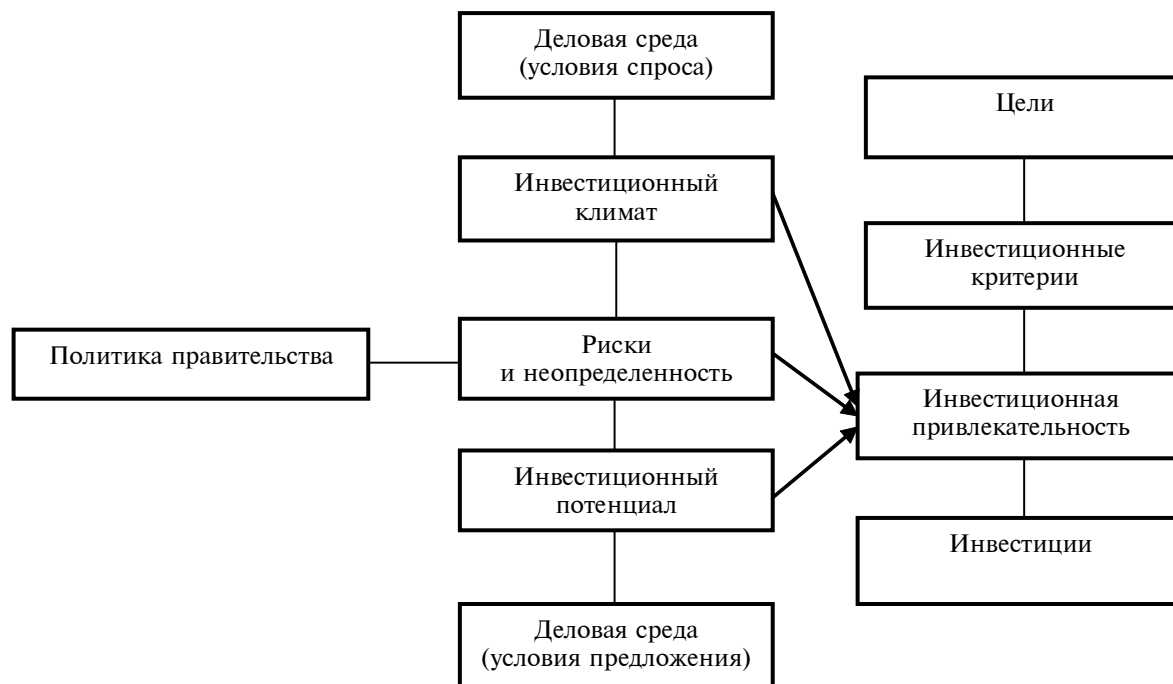 Деловая среда
(условия спроса)
Цели
Инвестиционный
климат
Инвестиционные
критерии
Политика правительства
Риски
и неопределенность
Инвестиционная
привлекательность
Инвестиционный
потенциал
Инвестиции
Деловая среда
(условия предложения)